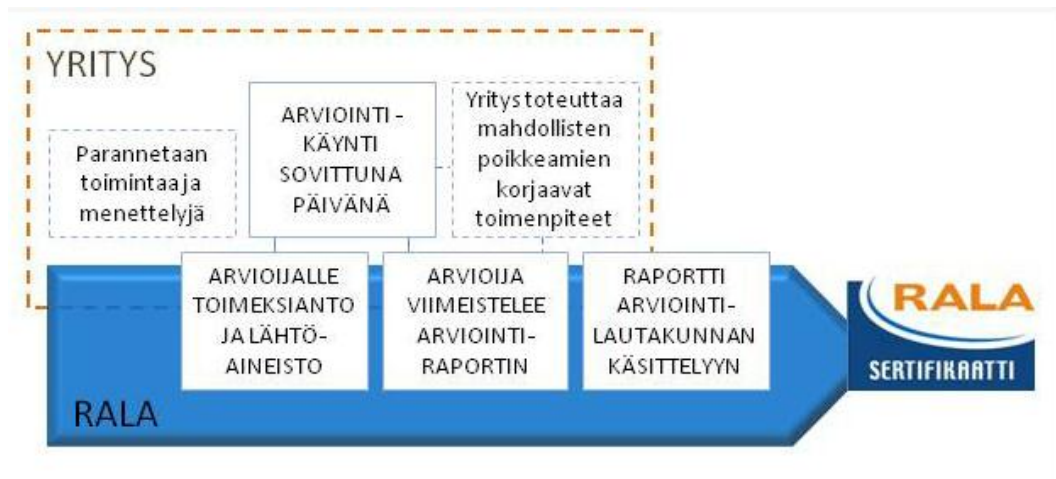 YRITYS
Parannetaan
toimintaa ja
menettelyjä
ARVIOINTI -
KÄYNTI
SOVITTUNA
PÄIVÄNÄ
Yritys toteuttaa
mahdollisten
poikkeamien
korjaavat
toimenpiteet
ARVIOIJALLE
TOIMEKSIANTO
JA LÄHTÖ-
AINEISTO
ARVIOIJA
VIIMEISTELEE
ARVIOINTI-
RAPORTIN
RAPORTTI
ARVIOINTI-
LAUTAKUNNAN
KÄSITTELYYN
RALA
RALA
SERTIFIKAATTI